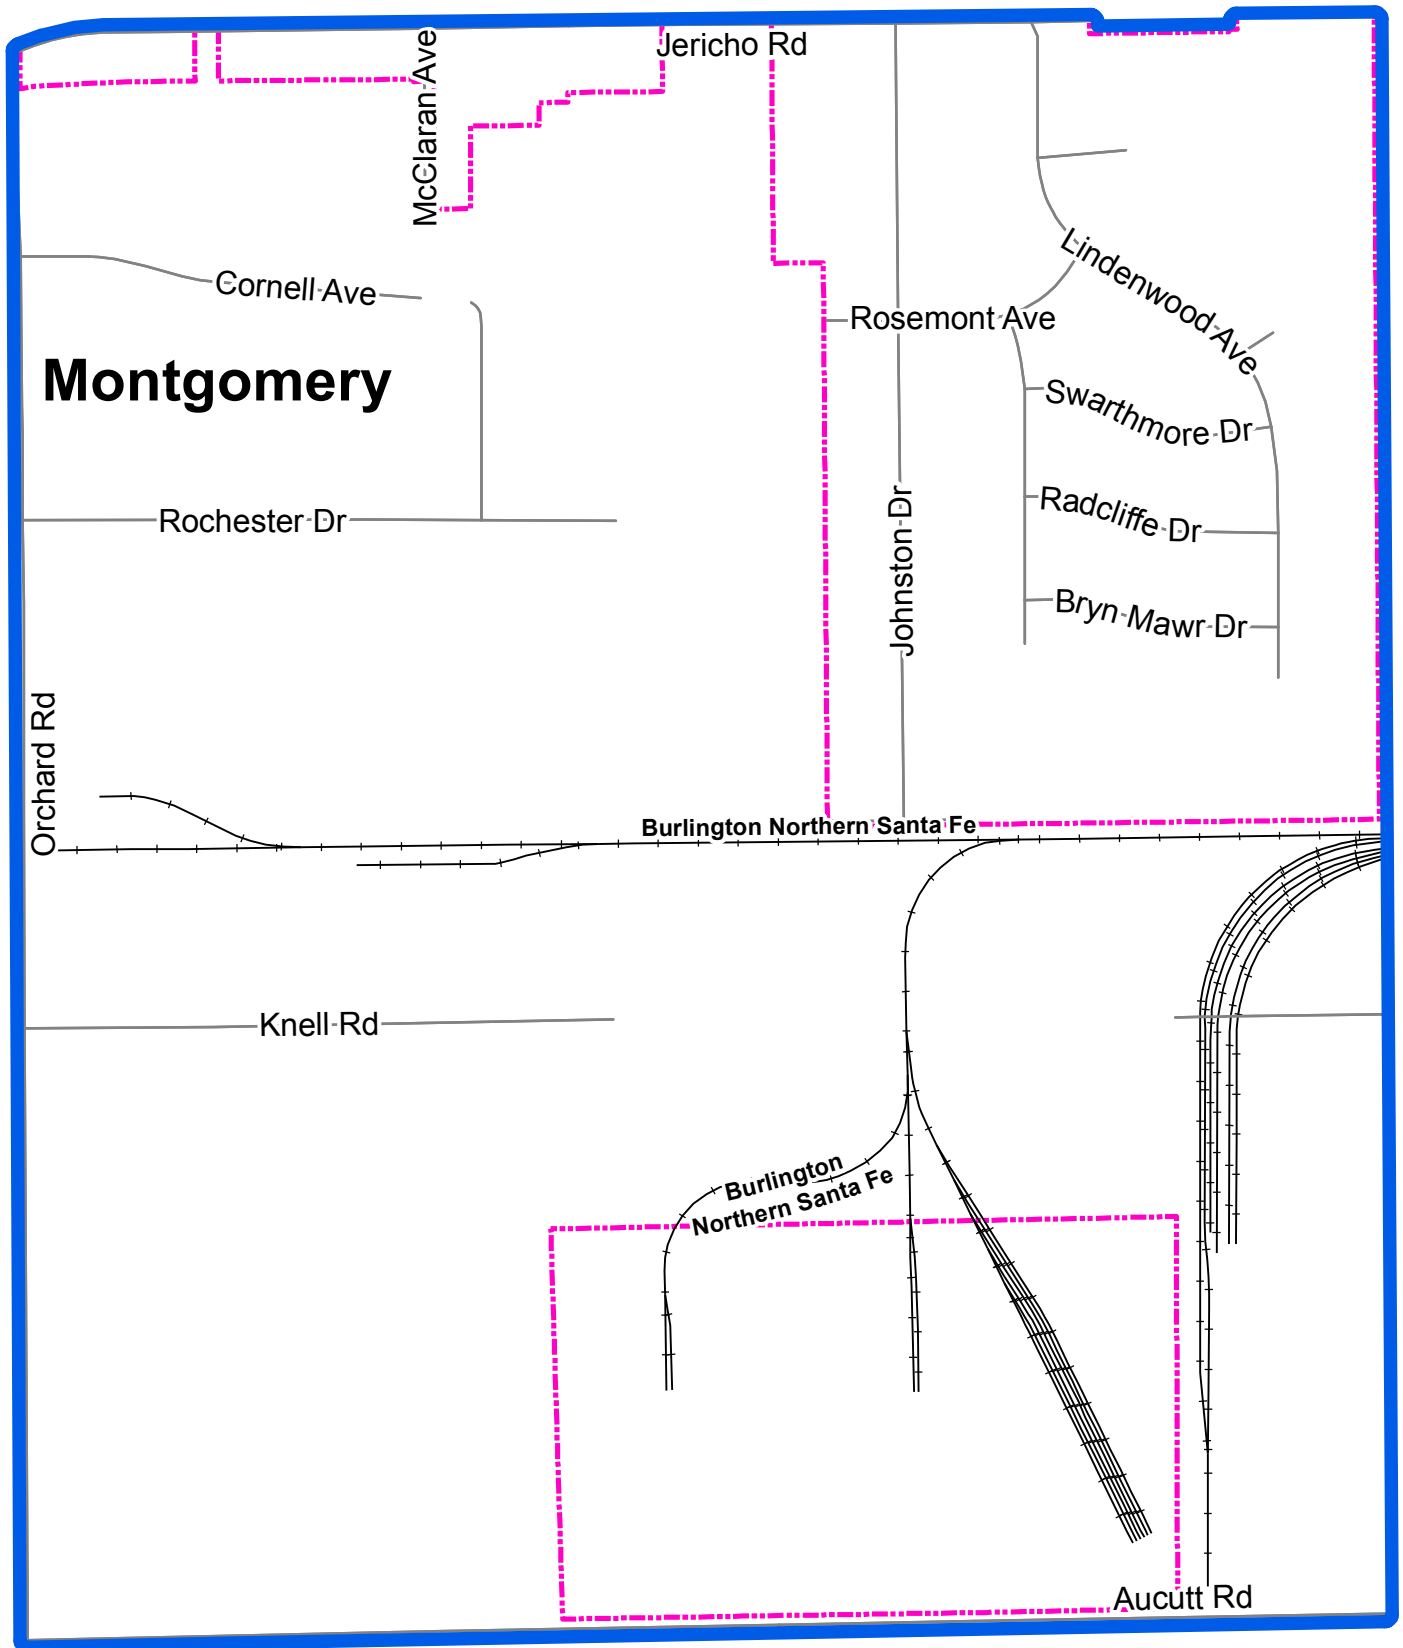 McClaran Ave
Jericho Rd
Lindenwood Ave
Cornell Ave
Rosemont Ave
Montgomery
Swarthmore Dr
Radcliffe Dr
Rochester Dr
Johnston Dr
Bryn Mawr Dr
Orchard Rd
Burlington Northern Santa Fe
Knell Rd
Burlington
Northern Santa Fe
Aucutt Rd